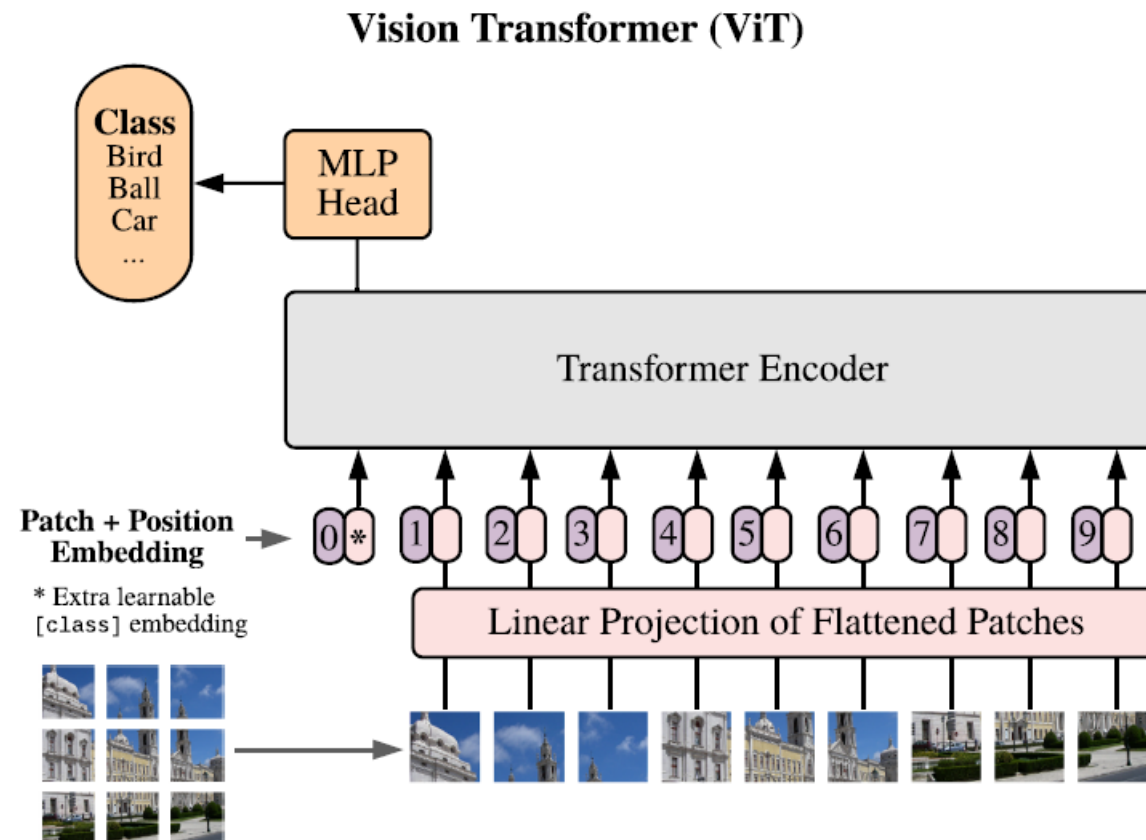 Vision Transformer (ViT)
Class
Bird
Ball
Car
...
MLP
Head
Transformer Encoder
Patch + Position
Embedding
0 * 1 2 3 4 5 6 7 8 9
* Extra learnable
[class] embedding
Linear Projection of Flattened Patches